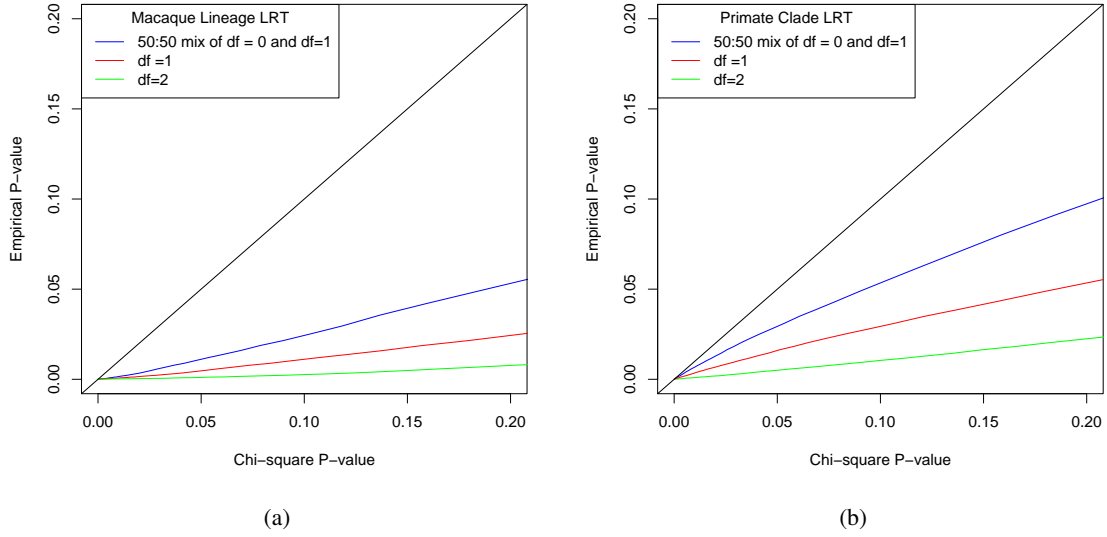 Macaque Lineage LRT
50:50 mix of df = 0 and df=1
df =1
df=2
Empirical P−value
0.00
0.05
0.10
0.15
0.20
0.00
0.05
0.10
0.15
0.20
Chi−square P−value
(a)
Primate Clade LRT
50:50 mix of df = 0 and df=1
df =1
df=2
Empirical P−value
0.00
0.05
0.10
0.15
0.20
0.00
0.05
0.10
0.15
0.20
Chi−square P−value
(b)